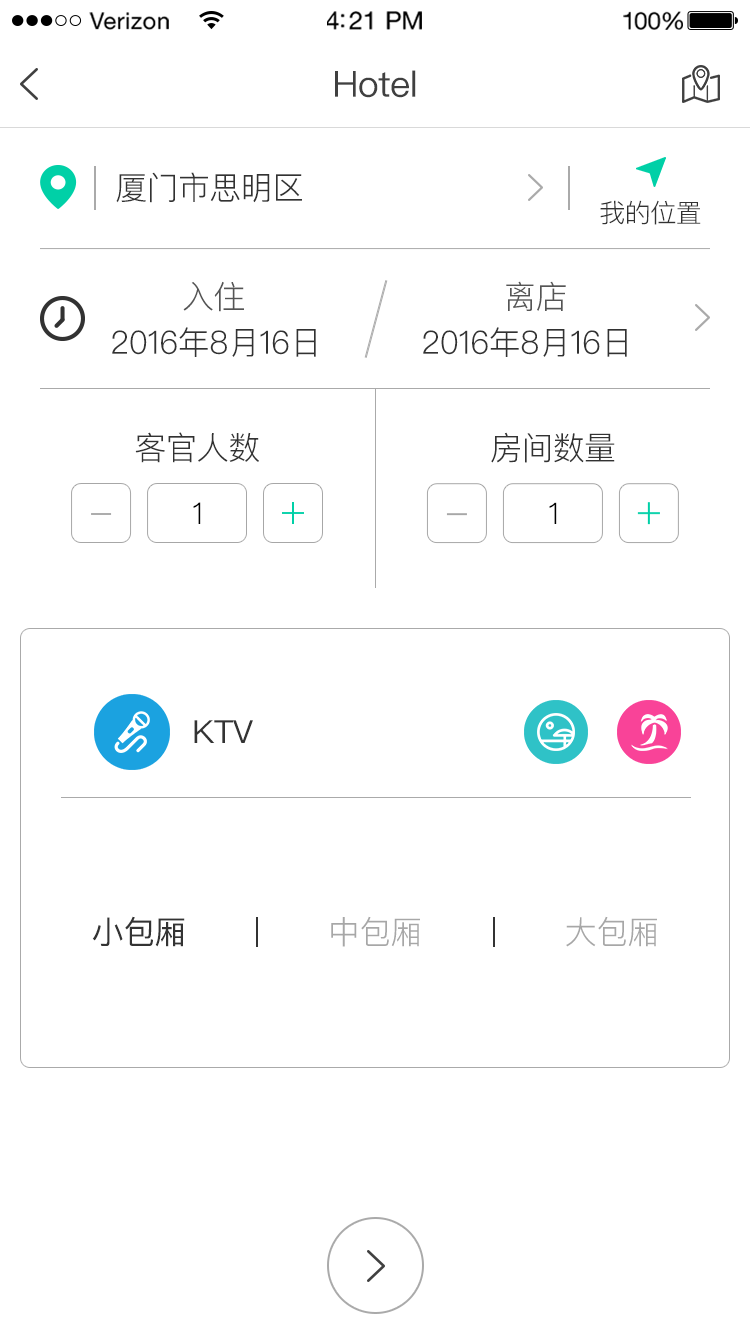 Verizon 4:21 PM 100%
Hotel
厦门市思明区
我的位置
入住 离店
2016年8月16日 2016年8月16日
客官人数 房间数量
1 1
KTV
小包厢 中包厢 大包厢